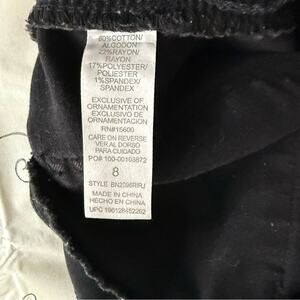 60%COTTON/
ALGODON
22%RAYON/
RAYON
17%POLYESTER/
POLIESTER
1%SPANDEX/
SPANDEX
EXCLUSIVE OF
ORNAMENTATION
EXCLUSIVO DE
ORNAMENTACION
RN#15600
CARE ON REVERSE
VER AL DORSO
PARA CUIDADO
PO# 100-00103872
8
STYLE BN2096RIRJ
MADE IN CHINA
HECHO EN CHINA
UPC 196128452262